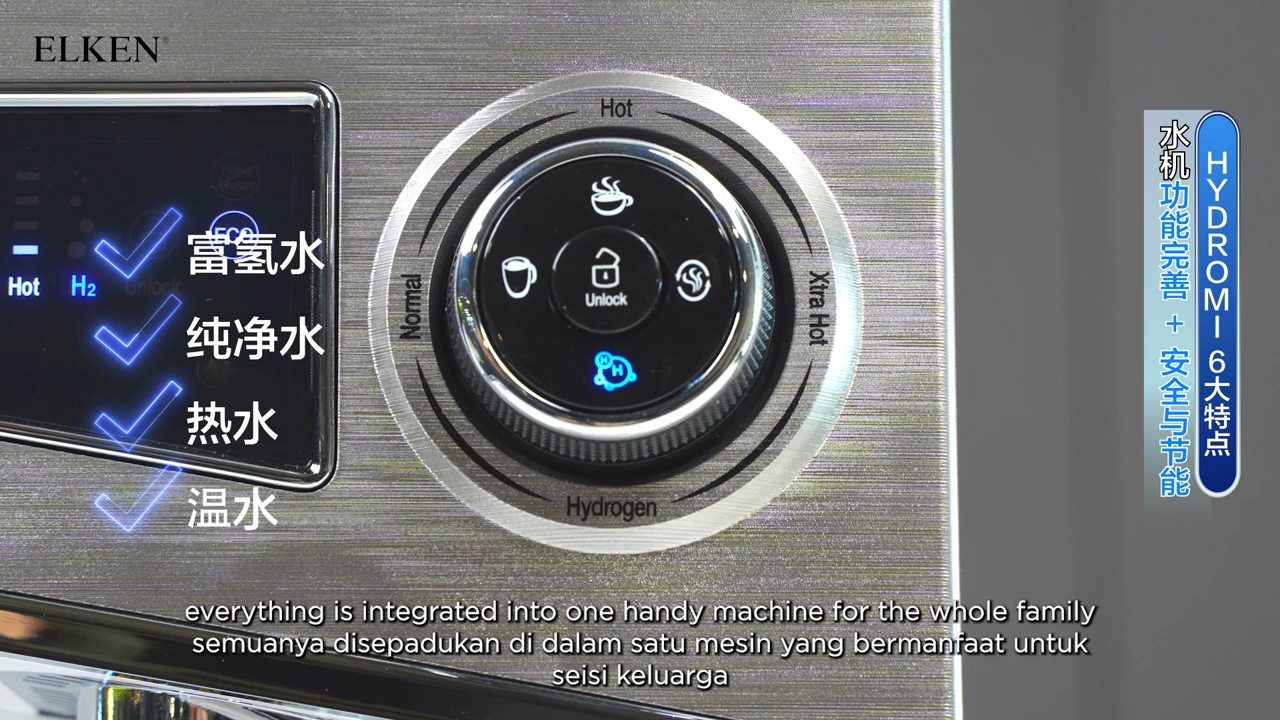 ELKEN
Hot
Normal
Xtra Hot
Unlock
H
H
Hydrogen
Hot
H₂
ECO
富氢水
纯净水
热水
温水
水机功能完善 + 安全与节能
HYDROMI 6大特点
everything is integrated into one handy machine for the whole family
semuanya disepadukan di dalam satu mesin yang bermanfaat untuk
seisi keluarga